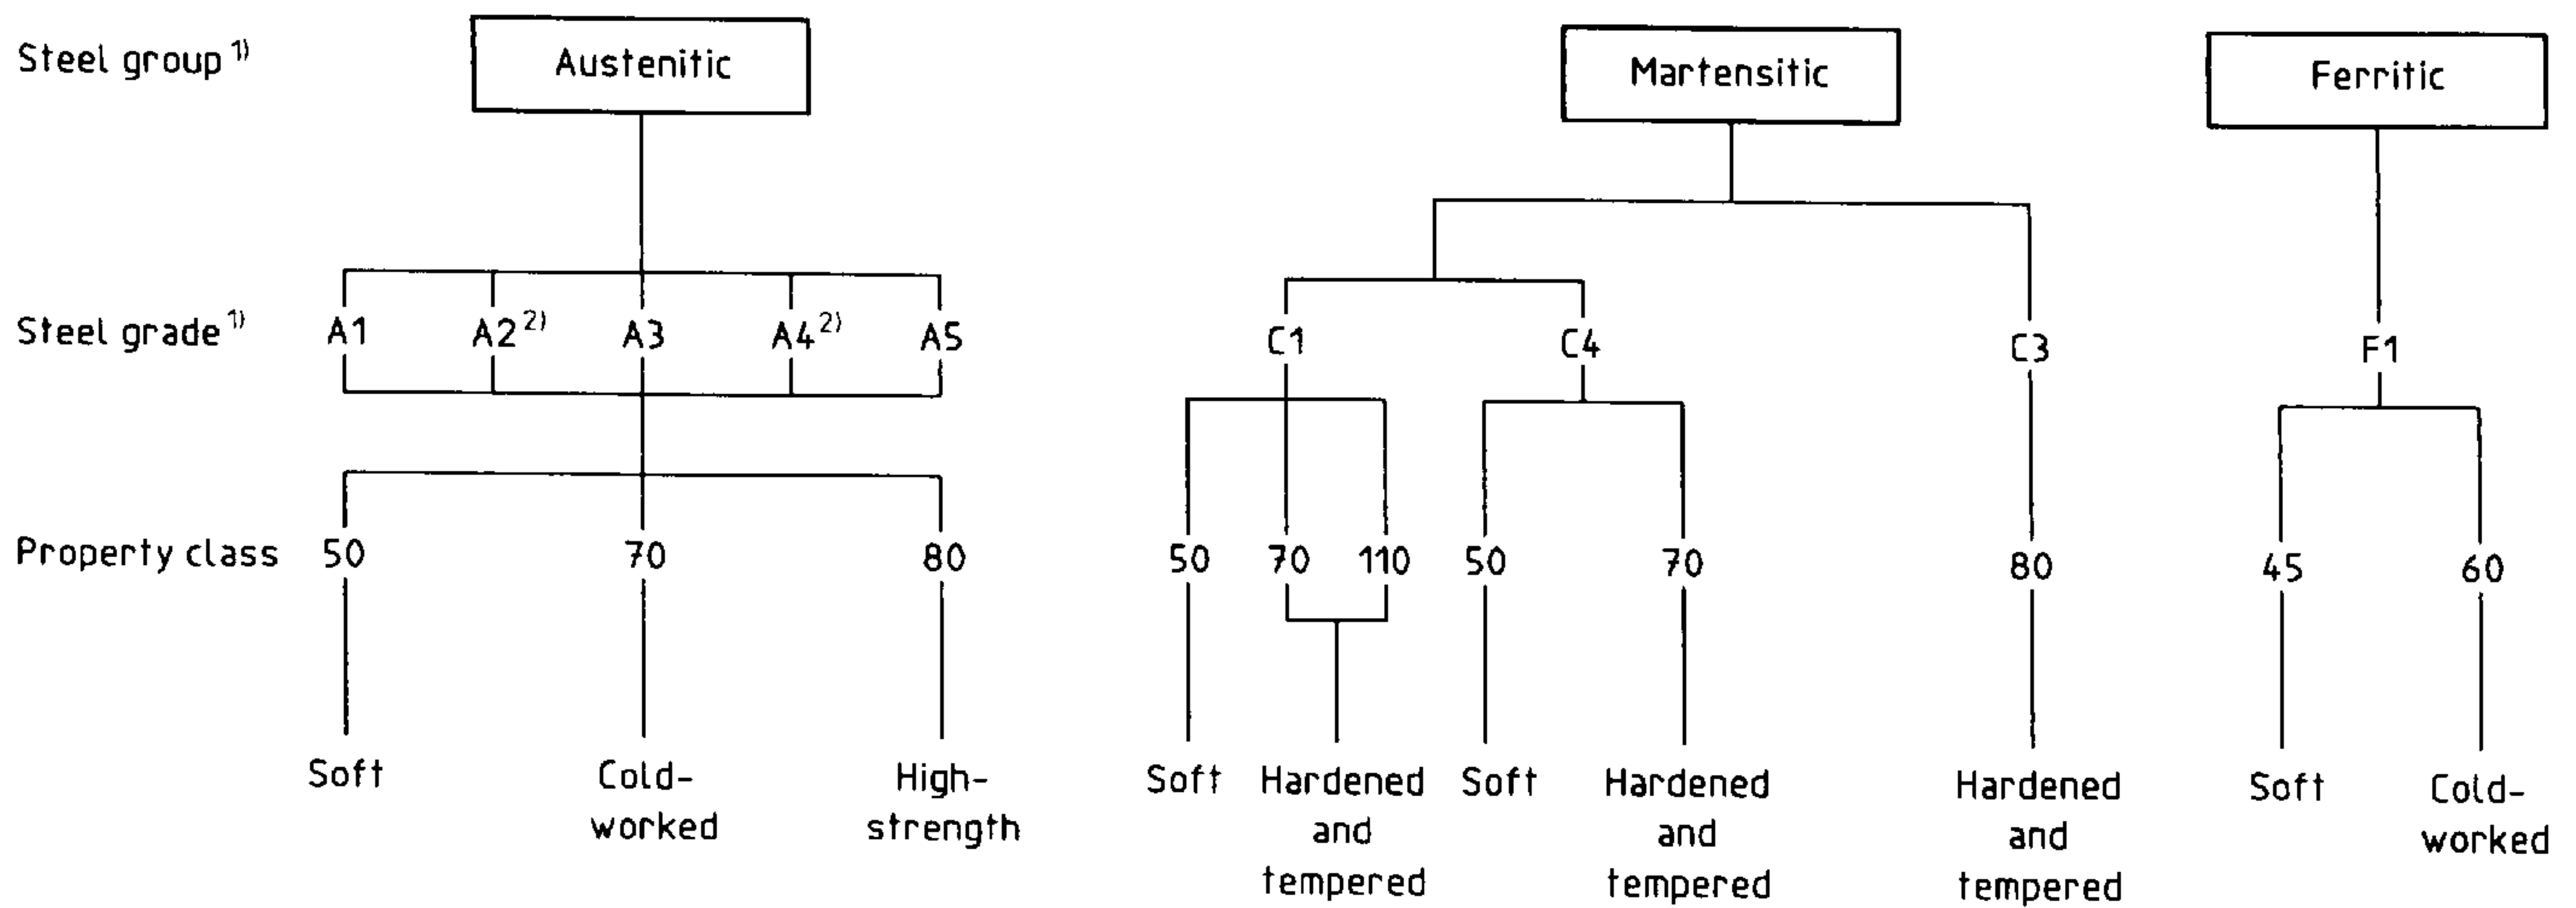 Steel group 1) Austenitic Martensitic Ferritic
Steel grade 1) A1 A2 2) A3 A4 2) A5 C1 C4 C3 F1
Property class 50 70 80 50 70 110 50 70 80 45 60
Soft Cold- High- Soft Hardened Soft Hardened Hardened Soft Cold-
worked strength and and and worked
tempered tempered tempered